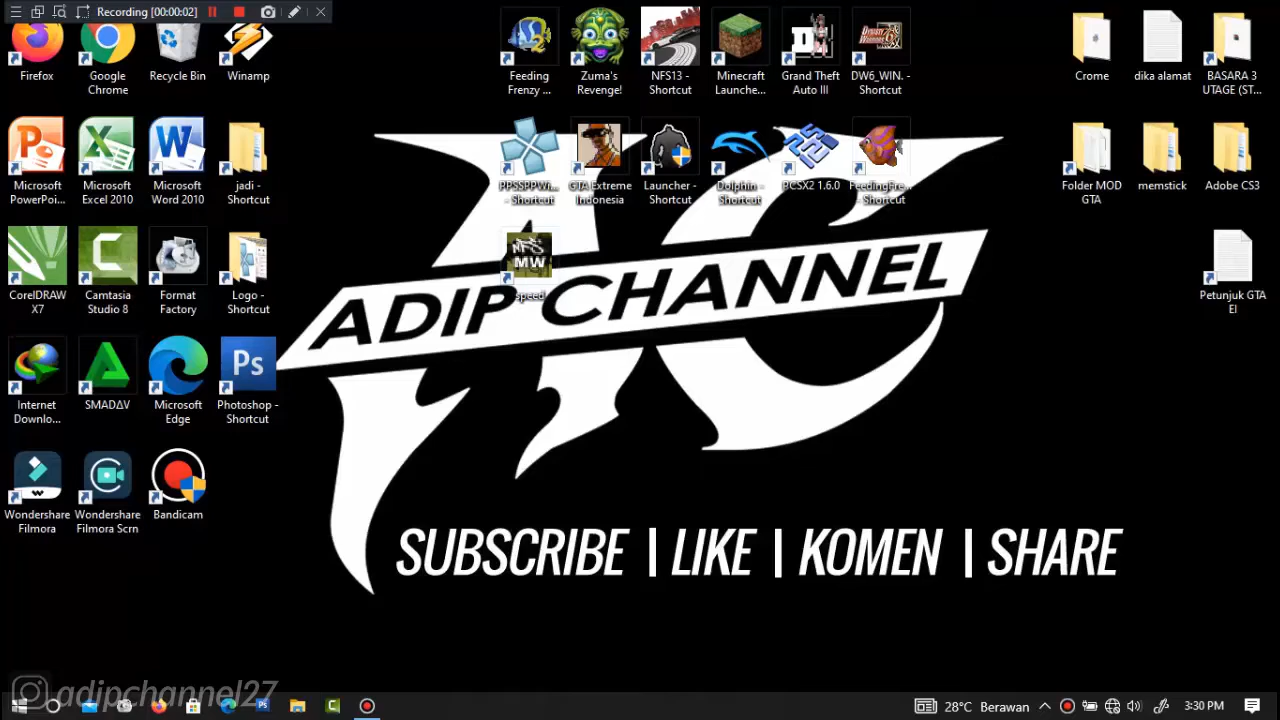 Recording [00:00:02]
Firefox
Google
Chrome
Recycle Bin
Winamp
Feeding
Frenzy ...
Zuma's
Revenge!
NFS13 -
Shortcut
Minecraft
Launche...
Grand Theft
Auto III
DW6_WIN. -
Shortcut
Crome
dika alamat
BASARA 3
UTAGE (ST...
Microsoft
PowerPoi...
Microsoft
Excel 2010
Microsoft
Word 2010
jadi -
Shortcut
PPSSPPWi...
- Shortcut
GTA Extreme
Indonesia
Launcher -
Shortcut
Dolphin -
Shortcut
PCSX2 1.6.0
FeedingFre...
- Shortcut
Folder MOD
GTA
memstick
Adobe CS3
CorelDRAW
X7
Camtasia
Studio 8
Format
Factory
Logo -
Shortcut
NFS
MW
speed
Petunjuk GTA
EI
ADIP CHANNEL
Internet
Downlo...
SMADΔV
Microsoft
Edge
Ps
Photoshop -
Shortcut
Wondershare
Filmora
Wondershare
Filmora Scrn
Bandicam
SUBSCRIBE | LIKE | KOMEN | SHARE
adipchannel27
28°C Berawan
3:30 PM